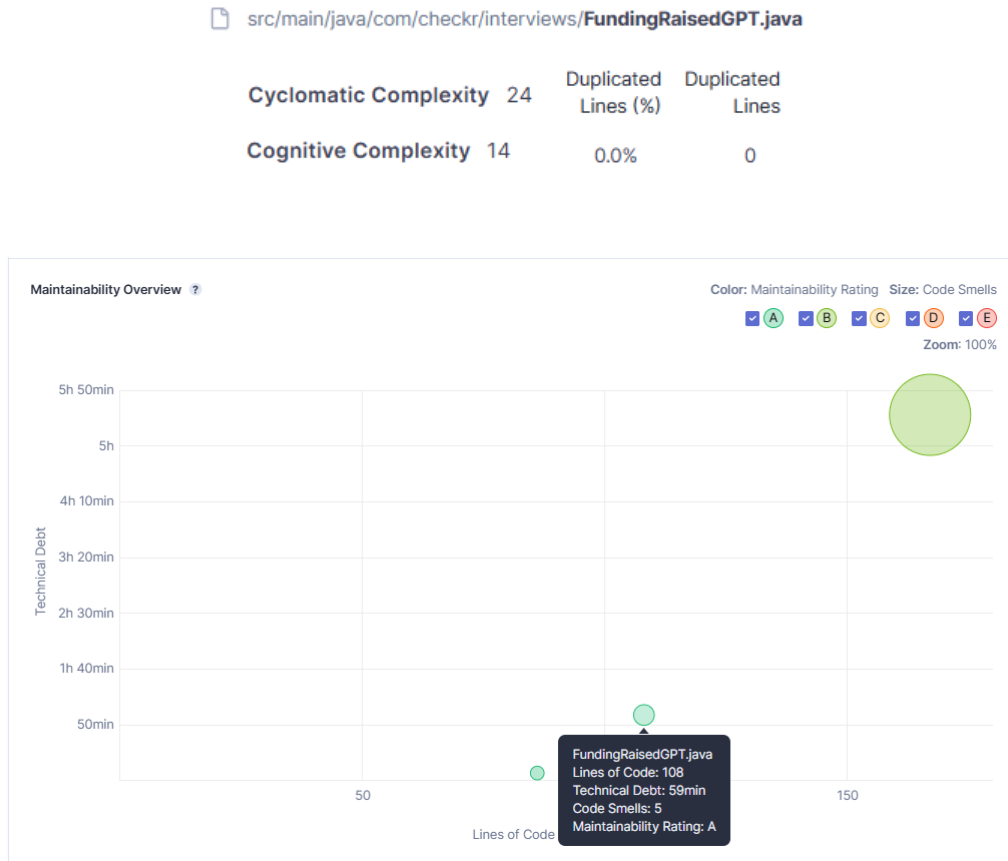 src/main/java/com/checkr/interviews/FundingRaisedGPT.java
Cyclomatic Complexity 24
Duplicated Lines (%)
Duplicated Lines
Cognitive Complexity 14
0.0%
0
Maintainability Overview ?
Color: Maintainability Rating Size: Code Smells
A B C D E
Zoom: 100%
5h 50min
5h
4h 10min
3h 20min
2h 30min
1h 40min
50min
Technical Debt
50
150
Lines of Code
FundingRaisedGPT.java
Lines of Code: 108
Technical Debt: 59min
Code Smells: 5
Maintainability Rating: A